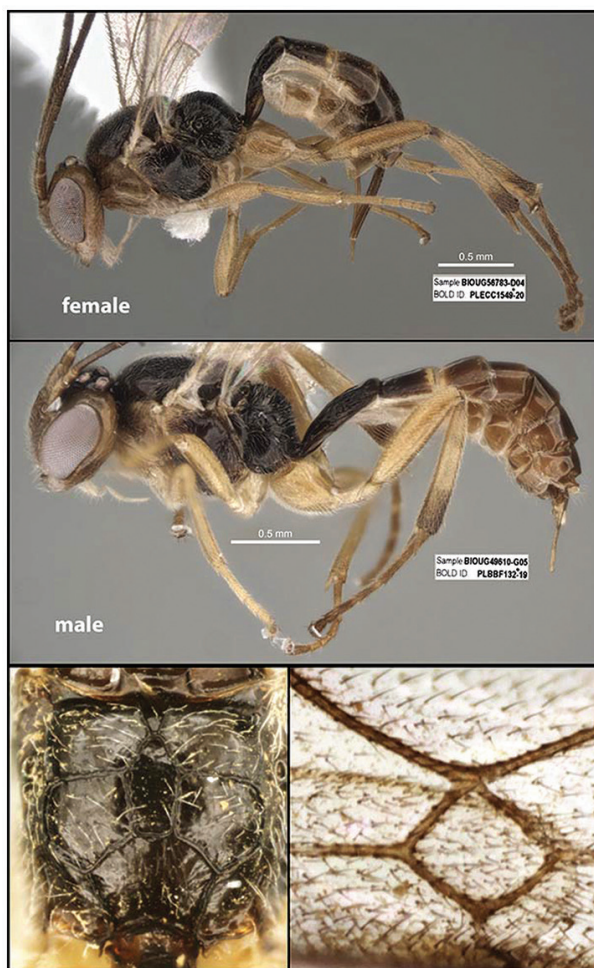 0.5 mm
Sample BIOUG56783-D04
BOLD ID PLECC1549-20
female
0.5 mm
Sample BIOUG49610-G05
BOLD ID PLBBF132-19
male